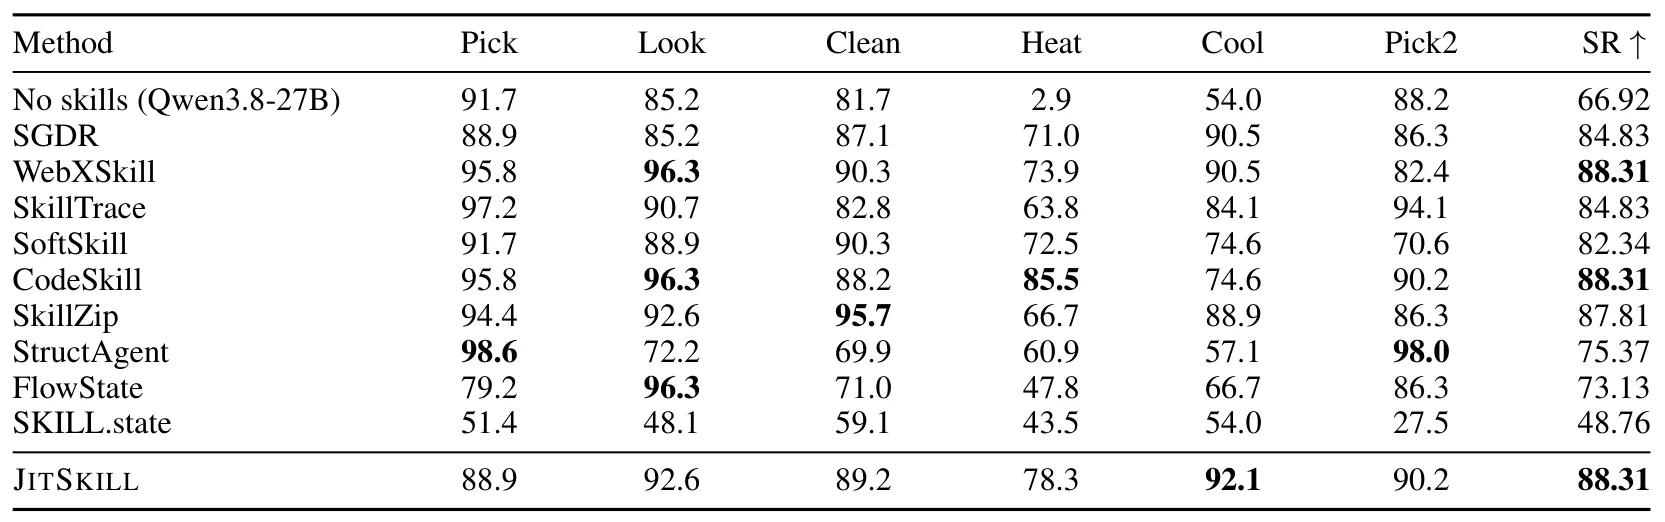 Method Pick Look Clean Heat Cool Pick2 SR ↑
No skills (Qwen3.8-27B) 91.7 85.2 81.7 2.9 54.0 88.2 66.92
SGDR 88.9 85.2 87.1 71.0 90.5 86.3 84.83
WebXSkill 95.8 96.3 90.3 73.9 90.5 82.4 88.31
SkillTrace 97.2 90.7 82.8 63.8 84.1 94.1 84.83
SoftSkill 91.7 88.9 90.3 72.5 74.6 70.6 82.34
CodeSkill 95.8 96.3 88.2 85.5 74.6 90.2 88.31
SkillZip 94.4 92.6 95.7 66.7 88.9 86.3 87.81
StructAgent 98.6 72.2 69.9 60.9 57.1 98.0 75.37
FlowState 79.2 96.3 71.0 47.8 66.7 86.3 73.13
SKILL.state 51.4 48.1 59.1 43.5 54.0 27.5 48.76
JITSKILL 88.9 92.6 89.2 78.3 92.1 90.2 88.31